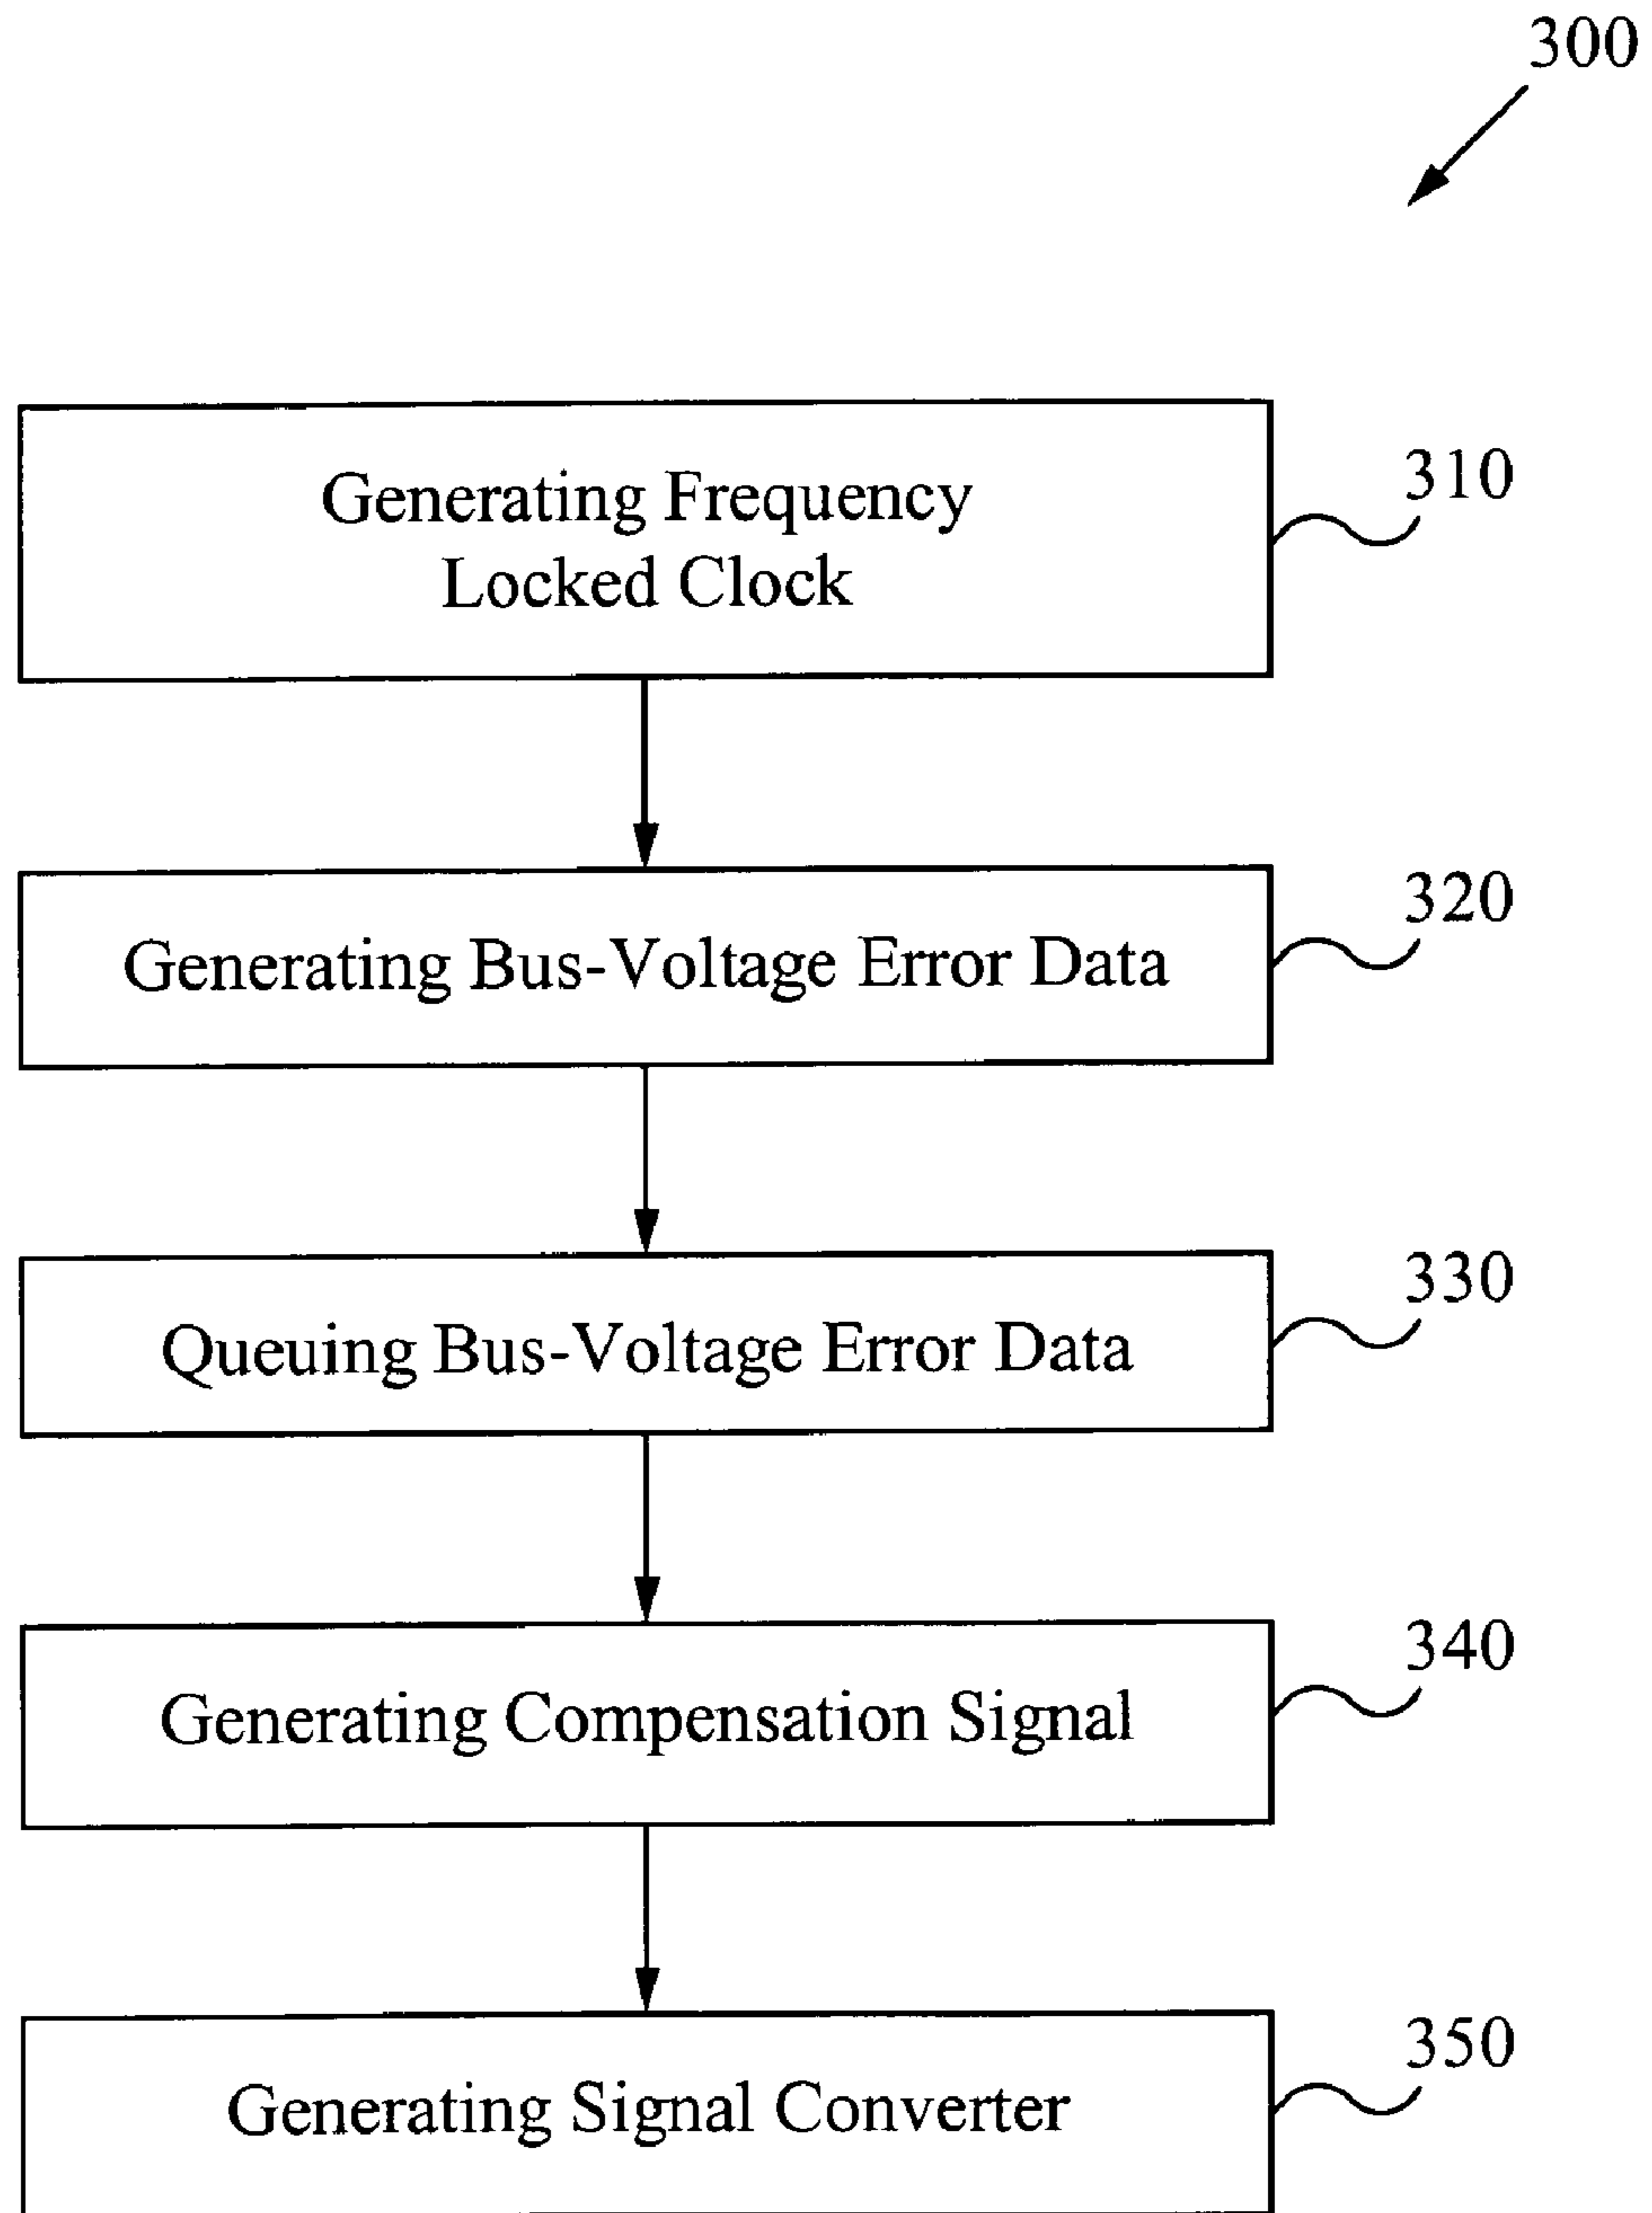 300
Generating Frequency
Locked Clock
310
Generating Bus-Voltage Error Data
320
Queuing Bus-Voltage Error Data
330
Generating Compensation Signal
340
Generating Signal Converter
350